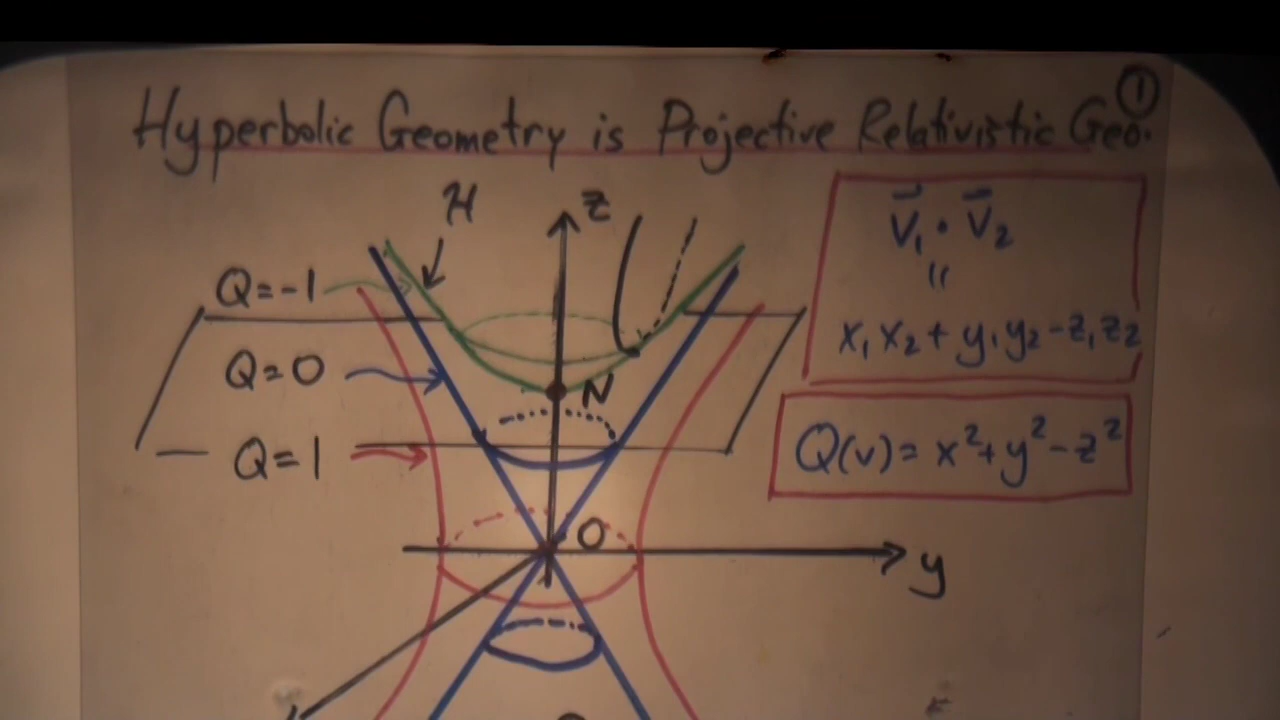 ①
Hyperbolic Geometry is Projective Relativistic Geo.
H
z
V₁ · V₂
=
x₁x₂ + y₁y₂ - z₁z₂
Q=-1
Q=0
N
Q=1
Q(v) = x² + y² - z²
O
y